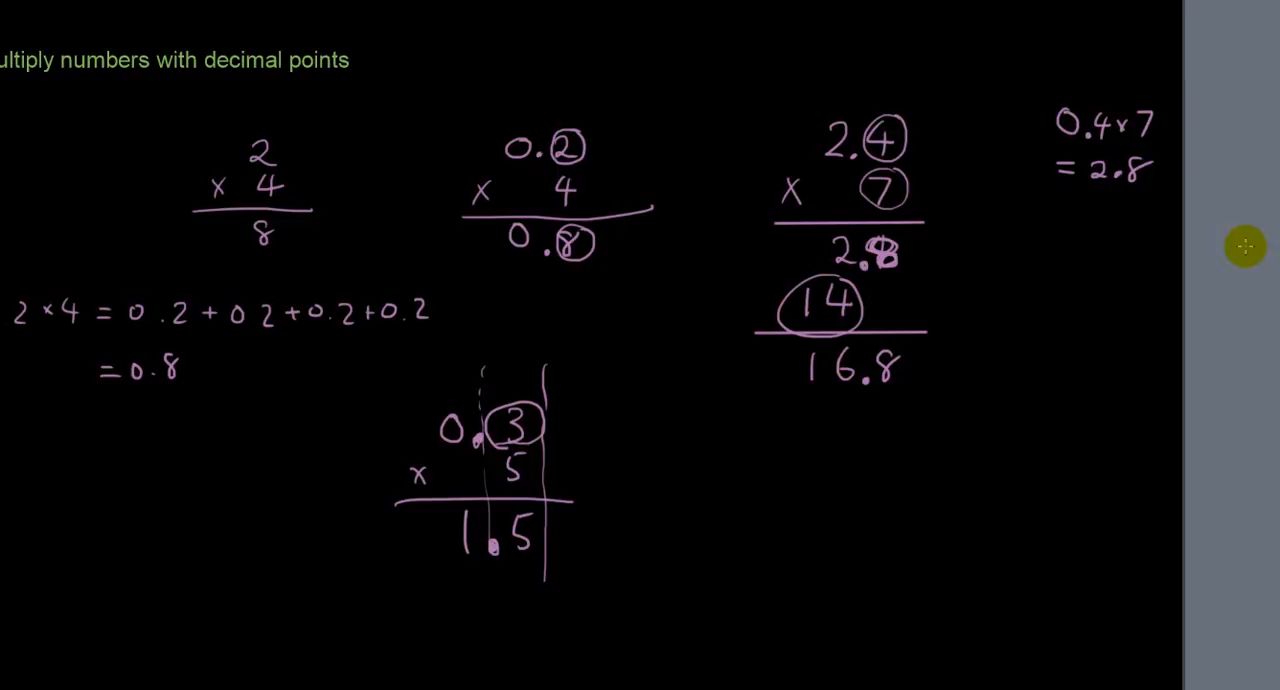 ultiply numbers with decimal points
2
x 4
8
0.2
x 4
0.8
2.4
x 7
2.8
14
16.8
0.4x7
= 2.8
2 x 4 = 0.2 + 0 2 + 0.2 + 0.2
= 0.8
0.3
x 5
1.5